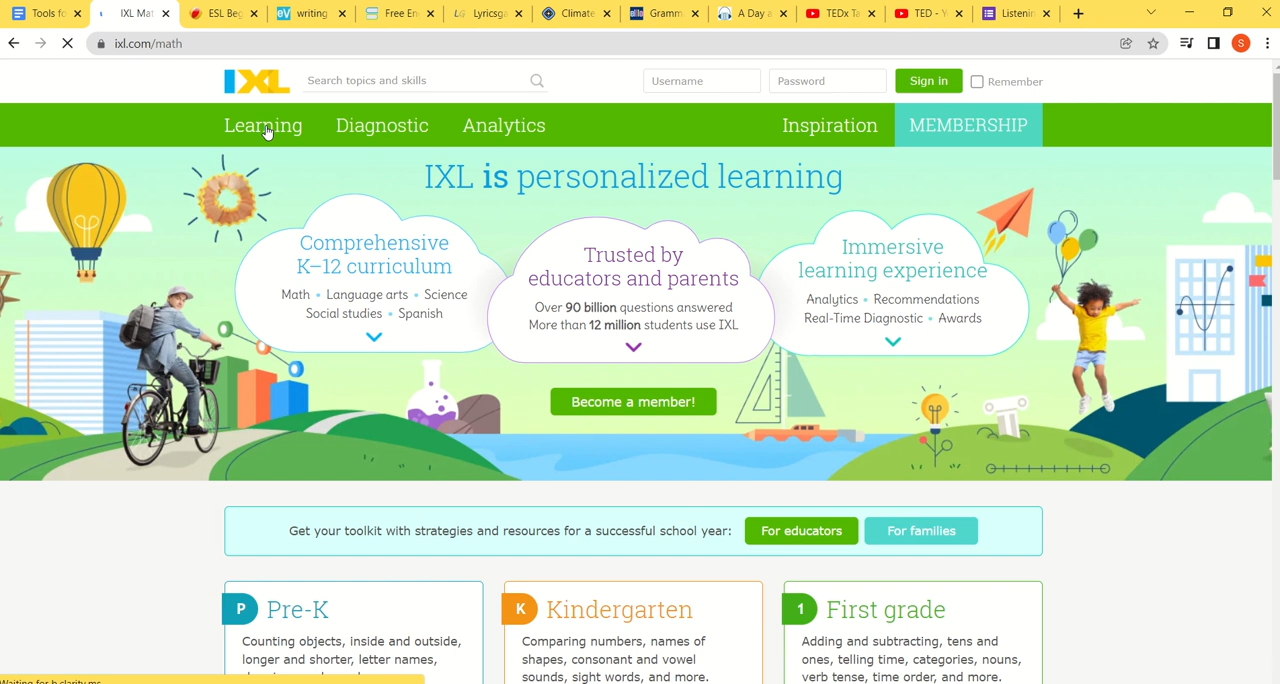 Tools fo
IXL Mat
ESL Beg
eV writing
Free En
LG Lyricsga
Climate
Gramm
A Day a
TEDx Ta
TED - Y
Listenin
ixl.com/math
S
IXL
Search topics and skills
Username
Password
Sign in
Remember
Learning
Diagnostic
Analytics
Inspiration
MEMBERSHIP
IXL is personalized learning
Comprehensive
K–12 curriculum
Math • Language arts • Science
Social studies • Spanish
Trusted by
educators and parents
Over 90 billion questions answered
More than 12 million students use IXL
Immersive
learning experience
Analytics • Recommendations
Real-Time Diagnostic • Awards
Become a member!
Get your toolkit with strategies and resources for a successful school year:
For educators
For families
P Pre-K
Counting objects, inside and outside,
longer and shorter, letter names,
K Kindergarten
Comparing numbers, names of
shapes, consonant and vowel
sounds, sight words, and more.
1 First grade
Adding and subtracting, tens and
ones, telling time, categories, nouns,
verb tense, time order, and more.